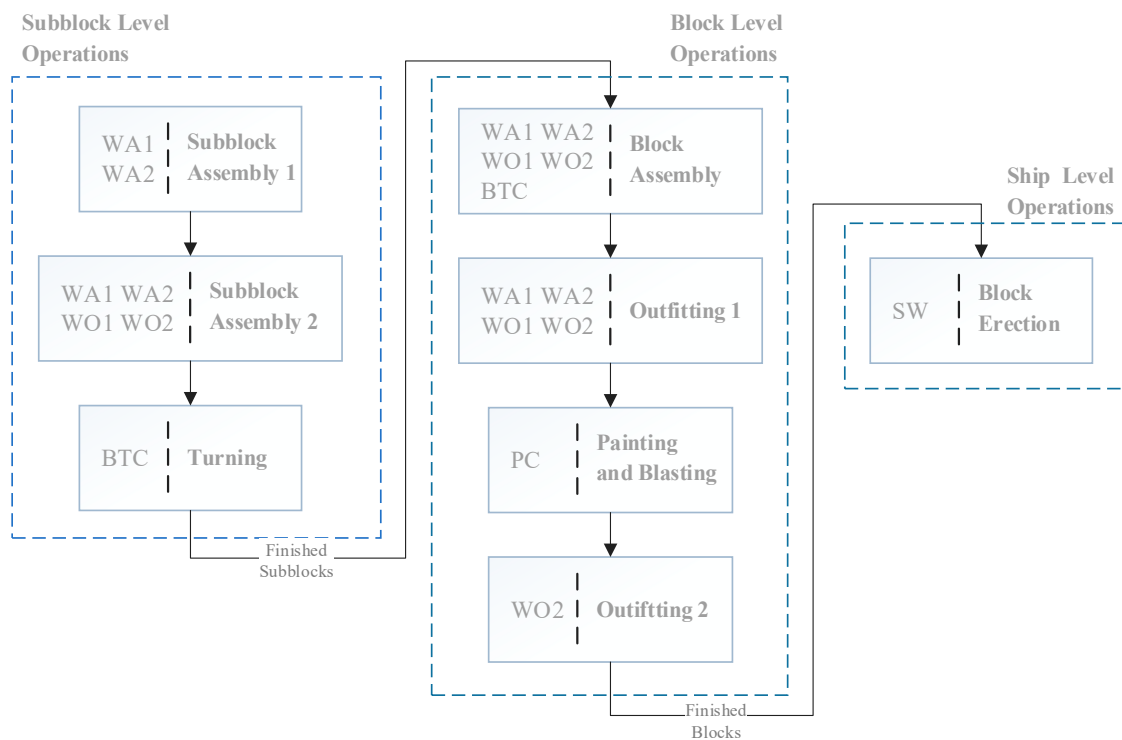 Subblock Level
Operations
WA1
WA2
Subblock
Assembly 1
WA1 WA2
WO1 WO2
Subblock
Assembly 2
BTC
Turning
Finished
Subblocks
Block Level
Operations
WA1 WA2
WO1 WO2
BTC
Block
Assembly
WA1 WA2
WO1 WO2
Outfitting 1
PC
Painting
and Blasting
WO2
Outiftting 2
Finished
Blocks
Ship Level
Operations
SW
Block
Erection